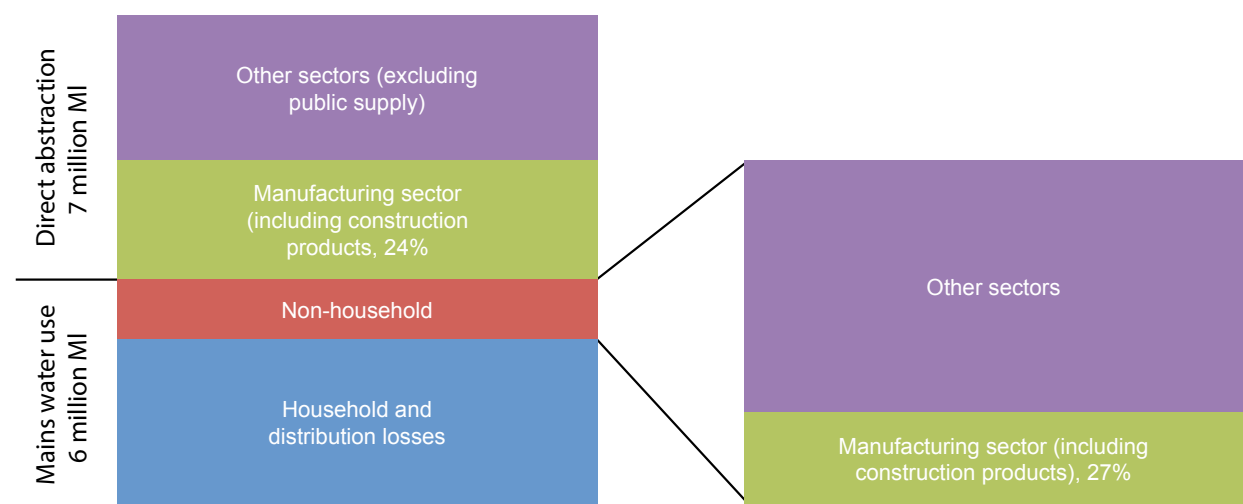 Direct abstraction
7 million Ml
Other sectors (excluding
public supply)
Manufacturing sector
(including construction
products, 24%
Mains water use
6 million Ml
Non-household
Household and
distribution losses
Other sectors
Manufacturing sector (including
construction products), 27%